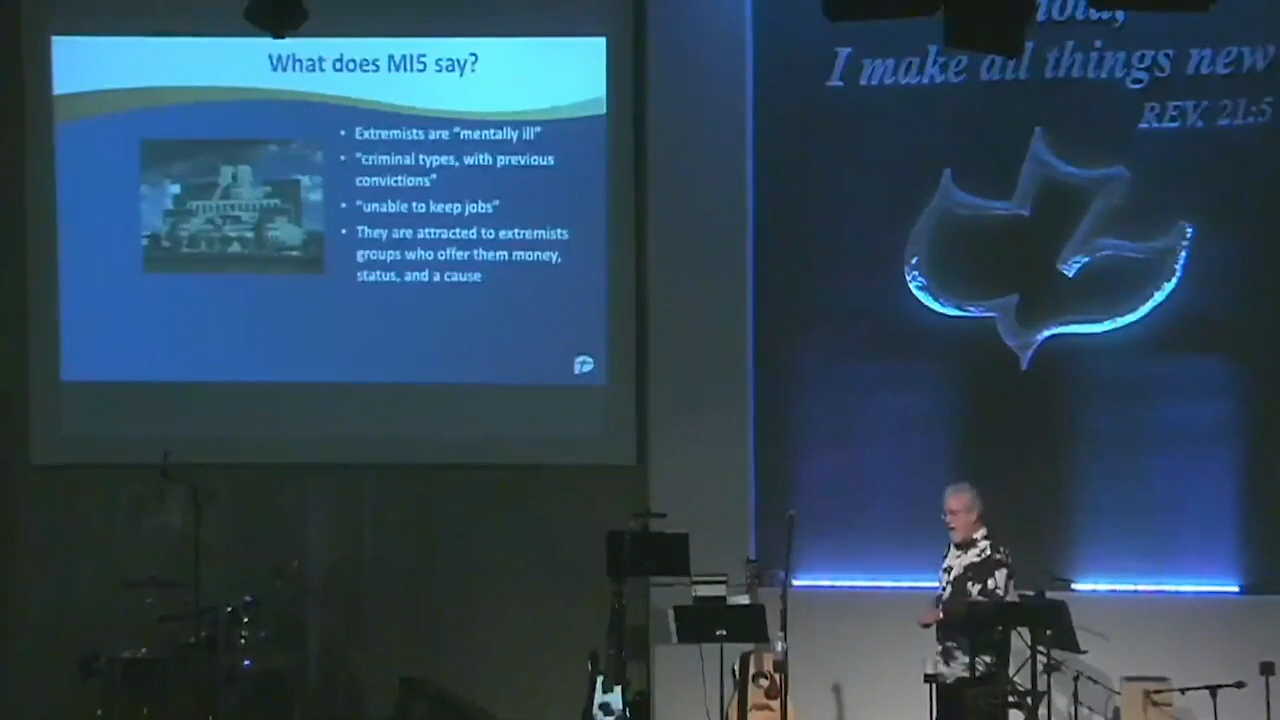 What does MI5 say?
• Extremists are "mentally ill"
• "criminal types, with previous
convictions"
• "unable to keep jobs"
• They are attracted to extremists
groups who offer them money,
status, and a cause
I make all things new
REV. 21:5